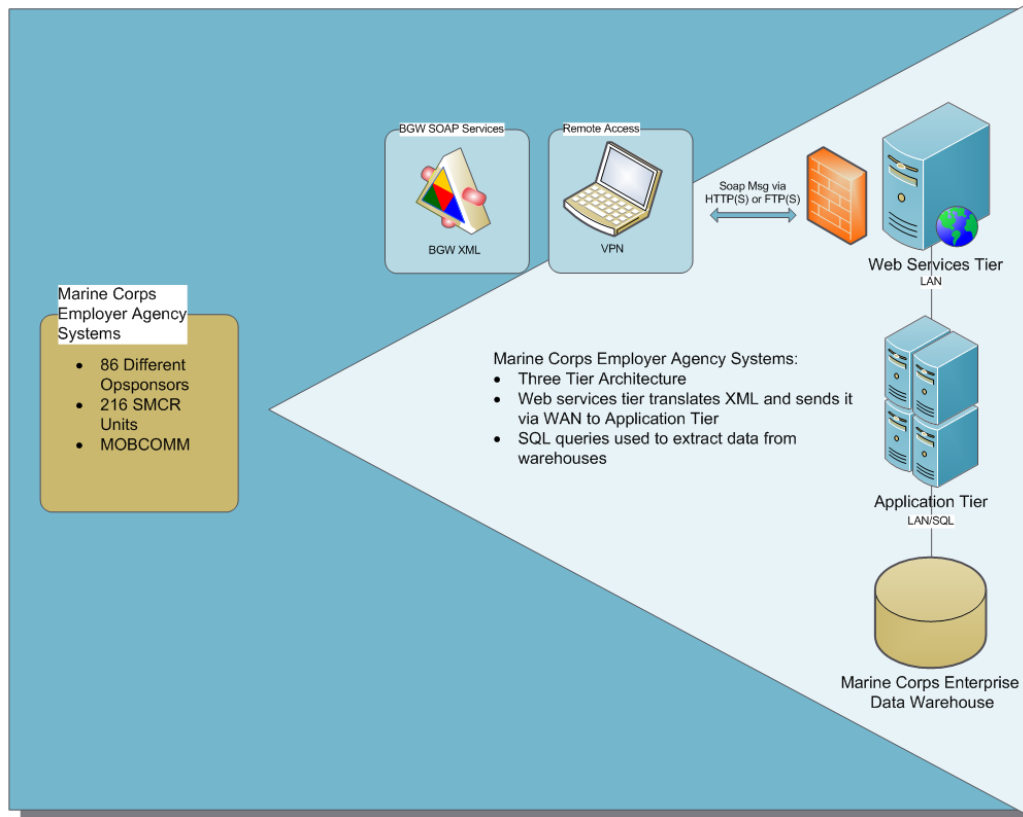 BGW SOAP Services
BGW XML
Remote Access
VPN
Soap Msg via
HTTP(S) or FTP(S)
Web Services Tier
LAN
Marine Corps
Employer Agency
Systems
• 86 Different
Opsponsors
• 216 SMCR
Units
• MOBCOMM
Marine Corps Employer Agency Systems:
• Three Tier Architecture
• Web services tier translates XML and sends it
via WAN to Application Tier
• SQL queries used to extract data from
warehouses
Application Tier
LAN/SQL
Marine Corps Enterprise
Data Warehouse